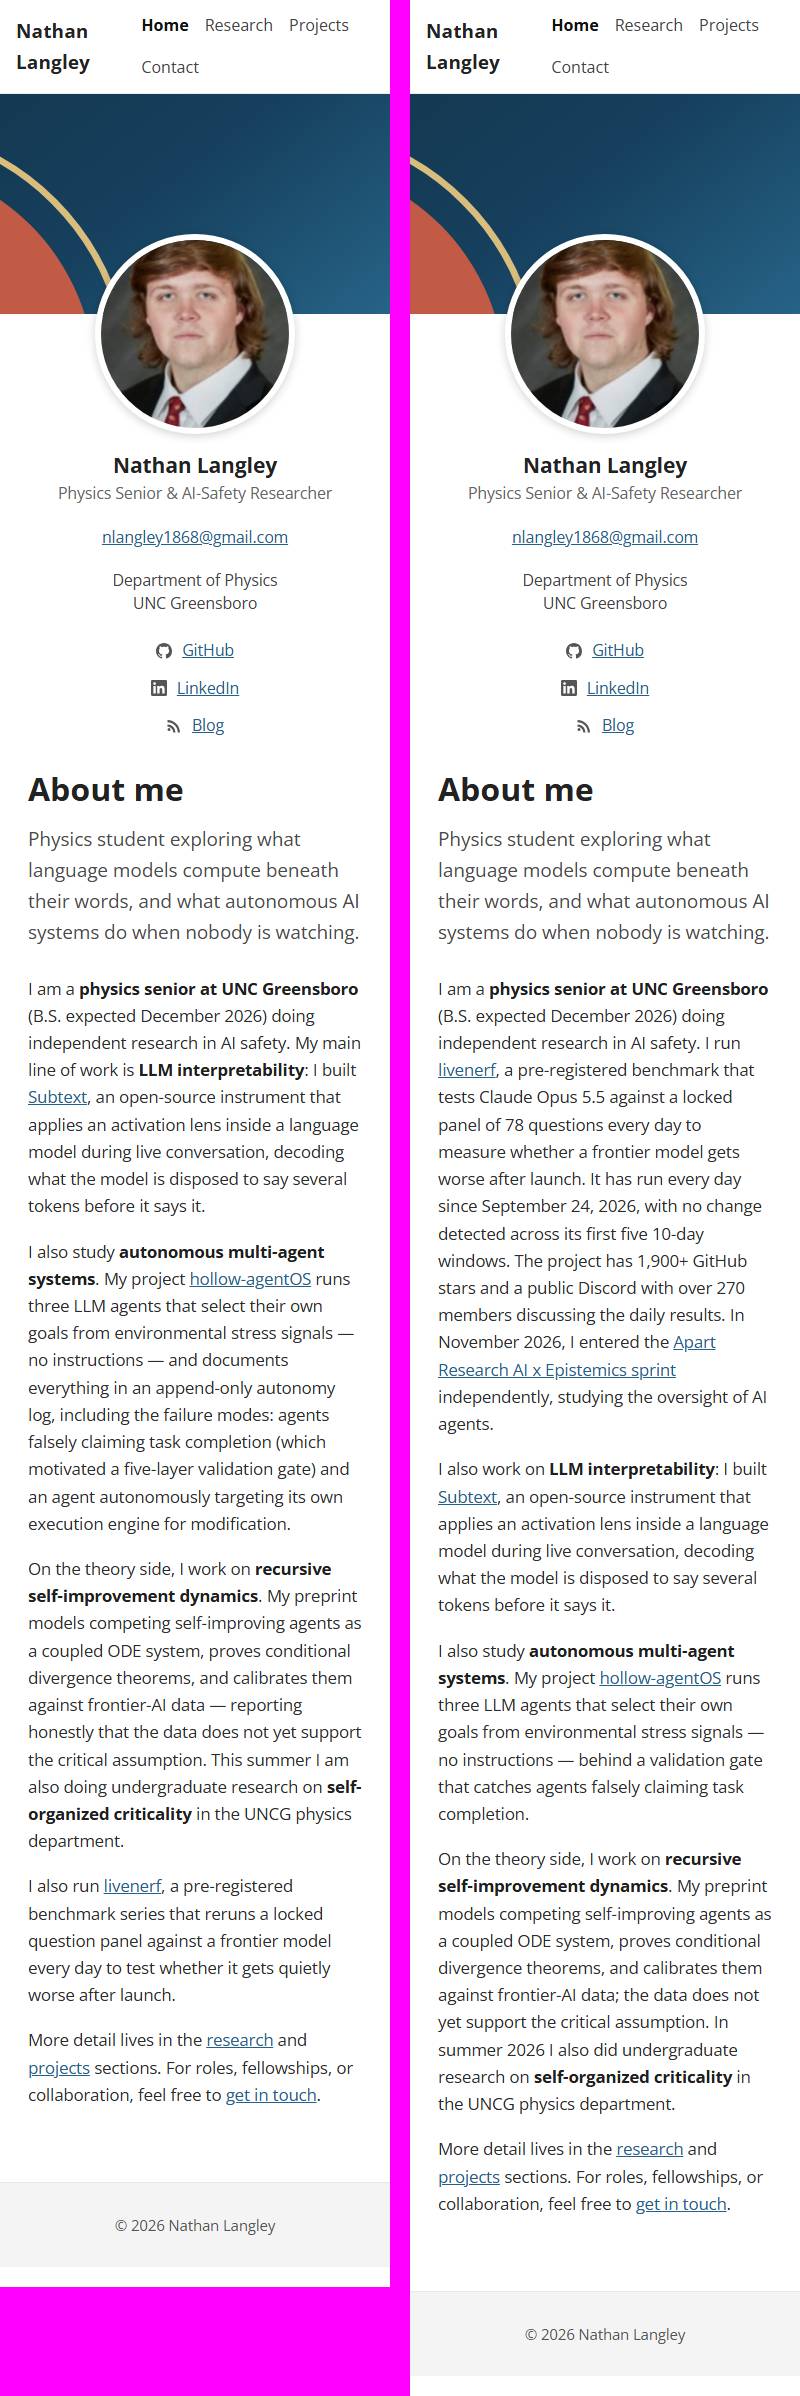 Nathan
Langley
Home Research Projects
Contact
Nathan Langley
Physics Senior & AI-Safety Researcher
nlangley1868@gmail.com
Department of Physics
UNC Greensboro
GitHub
LinkedIn
Blog
About me
Physics student exploring what
language models compute beneath
their words, and what autonomous AI
systems do when nobody is watching.
I am a physics senior at UNC Greensboro
(B.S. expected December 2026) doing
independent research in AI safety. My main
line of work is LLM interpretability: I built
Subtext, an open-source instrument that
applies an activation lens inside a language
model during live conversation, decoding
what the model is disposed to say several
tokens before it says it.
I also study autonomous multi-agent
systems. My project hollow-agentOS runs
three LLM agents that select their own
goals from environmental stress signals —
no instructions — and documents
everything in an append-only autonomy
log, including the failure modes: agents
falsely claiming task completion (which
motivated a five-layer validation gate) and
an agent autonomously targeting its own
execution engine for modification.
On the theory side, I work on recursive
self-improvement dynamics. My preprint
models competing self-improving agents as
a coupled ODE system, proves conditional
divergence theorems, and calibrates them
against frontier-AI data — reporting
honestly that the data does not yet support
the critical assumption. This summer I am
also doing undergraduate research on self-
organized criticality in the UNCG physics
department.
I also run livenerf, a pre-registered
benchmark series that reruns a locked
question panel against a frontier model
every day to test whether it gets quietly
worse after launch.
More detail lives in the research and
projects sections. For roles, fellowships, or
collaboration, feel free to get in touch.
© 2026 Nathan Langley
Nathan
Langley
Home Research Projects
Contact
Nathan Langley
Physics Senior & AI-Safety Researcher
nlangley1868@gmail.com
Department of Physics
UNC Greensboro
GitHub
LinkedIn
Blog
About me
Physics student exploring what
language models compute beneath
their words, and what autonomous AI
systems do when nobody is watching.
I am a physics senior at UNC Greensboro
(B.S. expected December 2026) doing
independent research in AI safety. I run
livenerf, a pre-registered benchmark that
tests Claude Opus 5.5 against a locked
panel of 78 questions every day to
measure whether a frontier model gets
worse after launch. It has run every day
since September 24, 2026, with no change
detected across its first five 10-day
windows. The project has 1,900+ GitHub
stars and a public Discord with over 270
members discussing the daily results. In
November 2026, I entered the Apart
Research AI x Epistemics sprint
independently, studying the oversight of AI
agents.
I also work on LLM interpretability: I built
Subtext, an open-source instrument that
applies an activation lens inside a language
model during live conversation, decoding
what the model is disposed to say several
tokens before it says it.
I also study autonomous multi-agent
systems. My project hollow-agentOS runs
three LLM agents that select their own
goals from environmental stress signals —
no instructions — behind a validation gate
that catches agents falsely claiming task
completion.
On the theory side, I work on recursive
self-improvement dynamics. My preprint
models competing self-improving agents as
a coupled ODE system, proves conditional
divergence theorems, and calibrates them
against frontier-AI data; the data does not
yet support the critical assumption. In
summer 2026 I also did undergraduate
research on self-organized criticality in
the UNCG physics department.
More detail lives in the research and
projects sections. For roles, fellowships, or
collaboration, feel free to get in touch.
© 2026 Nathan Langley